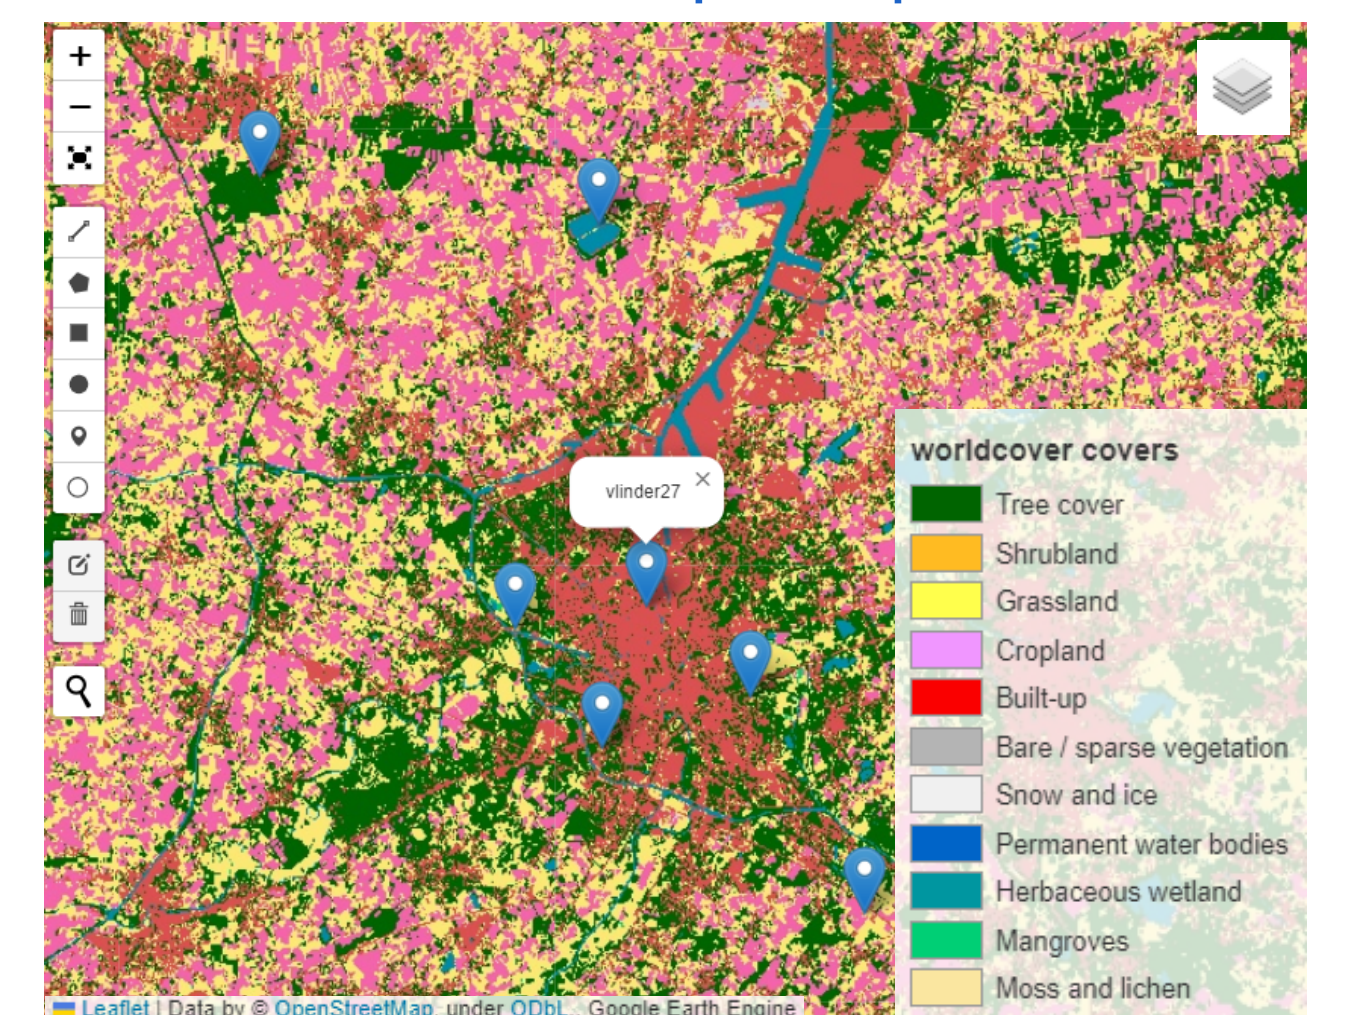 +
−
vlinder27 ×
worldcover covers
Tree cover
Shrubland
Grassland
Cropland
Built-up
Bare / sparse vegetation
Snow and ice
Permanent water bodies
Herbaceous wetland
Mangroves
Moss and lichen
Leaflet | Data by © OpenStreetMap, under ODbL., Google Earth Engine